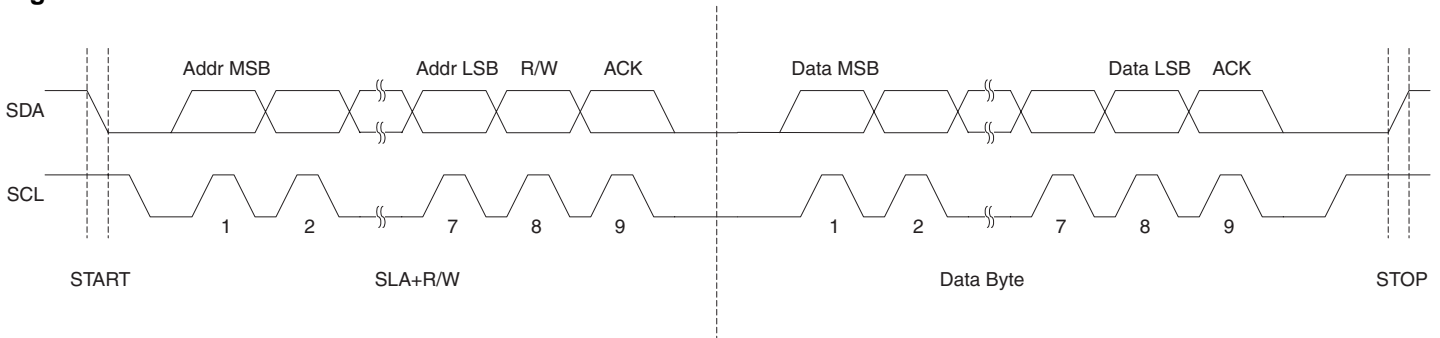 Addr MSB Addr LSB R/W ACK Data MSB Data LSB ACK
SDA
SCL
1 2 7 8 9 1 2 7 8 9
START SLA+R/W Data Byte STOP